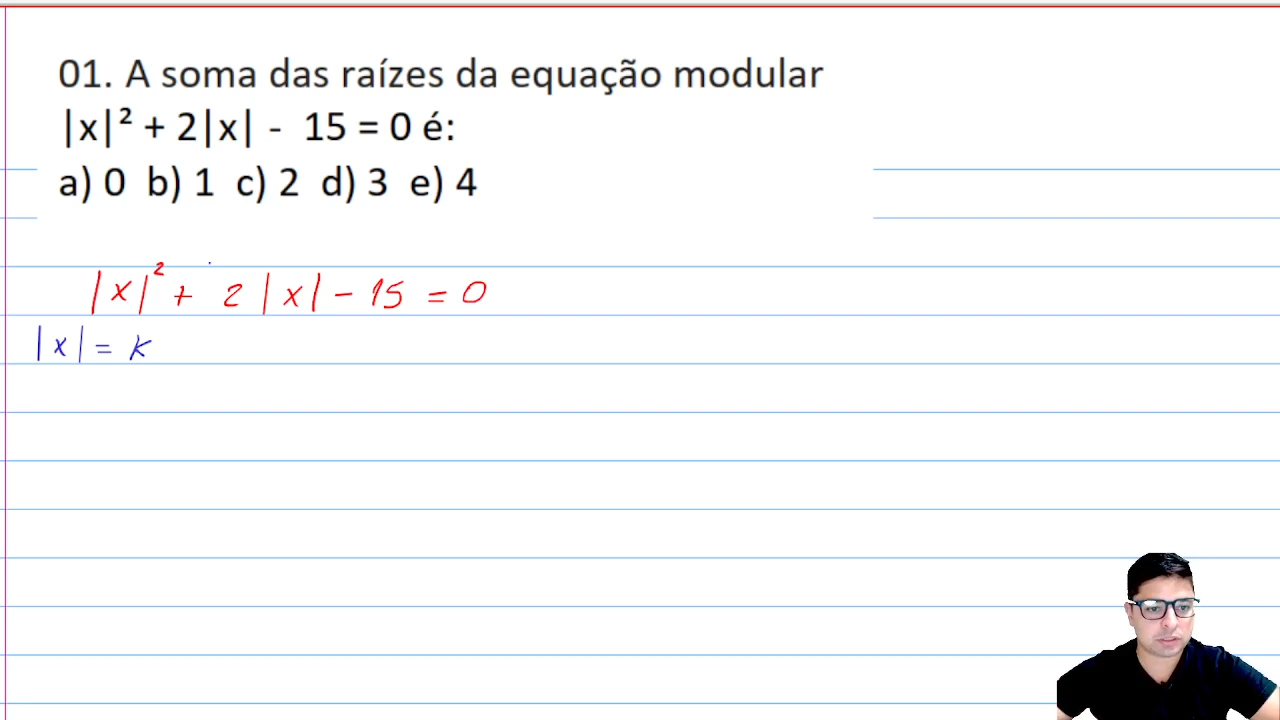 01. A soma das raízes da equação modular
|x|² + 2|x| - 15 = 0 é:
a) 0 b) 1 c) 2 d) 3 e) 4
|x|² + 2|x| - 15 = 0
|x| = k